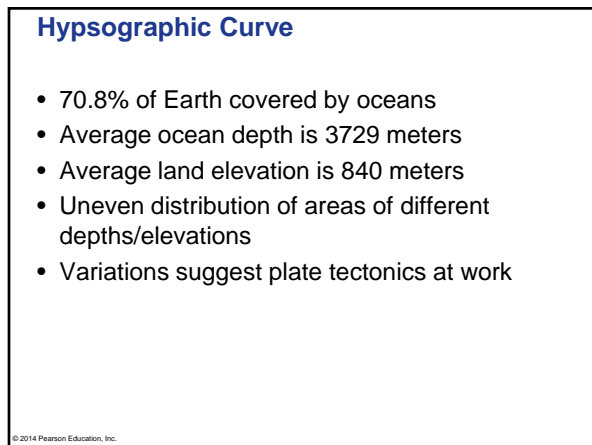 Hypsographic Curve
• 70.8% of Earth covered by oceans
• Average ocean depth is 3729 meters
• Average land elevation is 840 meters
• Uneven distribution of areas of different
depths/elevations
• Variations suggest plate tectonics at work
© 2014 Pearson Education, Inc.